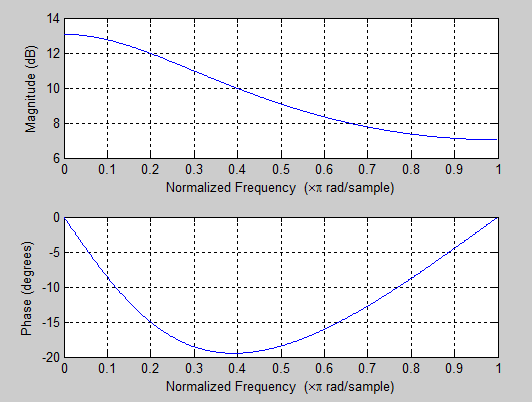 Magnitude (dB)
14
12
10
8
6
0 0.1 0.2 0.3 0.4 0.5 0.6 0.7 0.8 0.9 1
Normalized Frequency (×π rad/sample)
Phase (degrees)
0
-5
-10
-15
-20
0 0.1 0.2 0.3 0.4 0.5 0.6 0.7 0.8 0.9 1
Normalized Frequency (×π rad/sample)